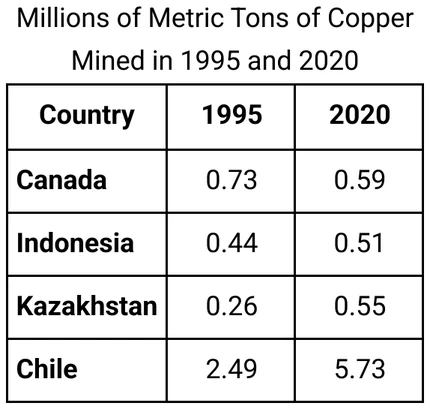 Millions of Metric Tons of Copper
Mined in 1995 and 2020
Country 1995 2020
Canada 0.73 0.59
Indonesia 0.44 0.51
Kazakhstan 0.26 0.55
Chile 2.49 5.73